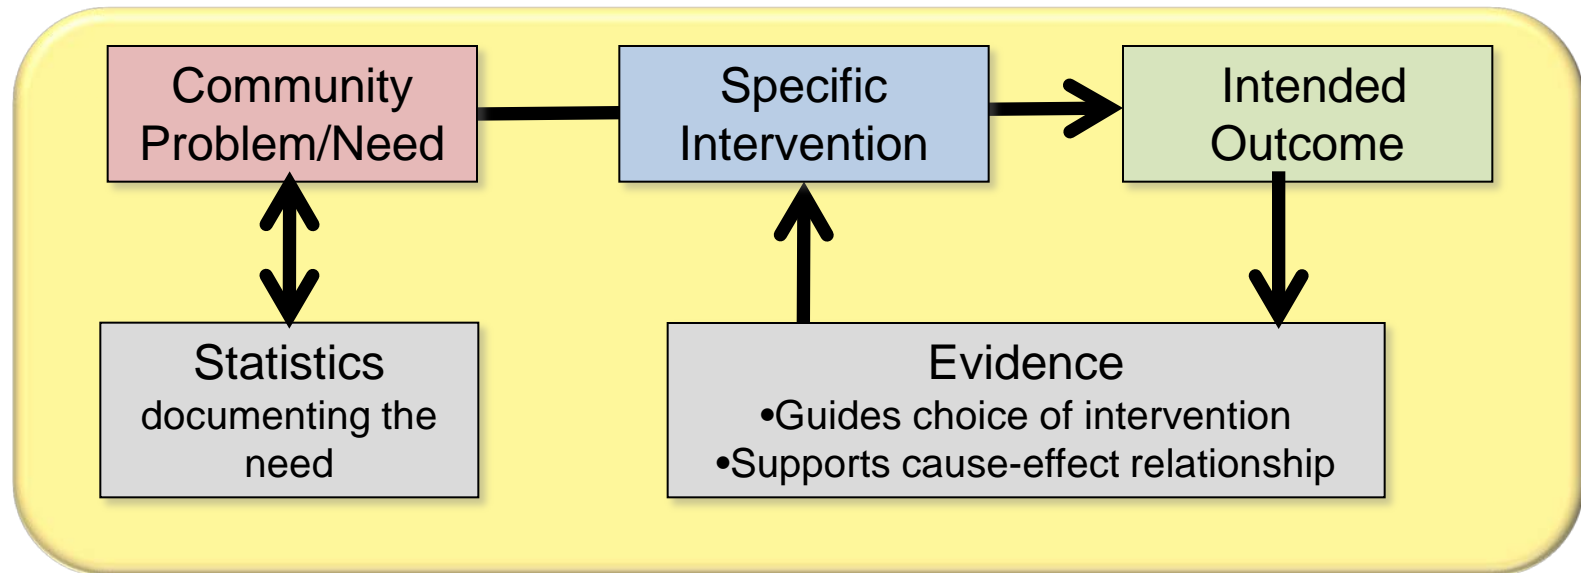 Community
Problem/Need
Specific
Intervention
Intended
Outcome
Statistics
documenting the
need
Evidence
•Guides choice of intervention
•Supports cause-effect relationship